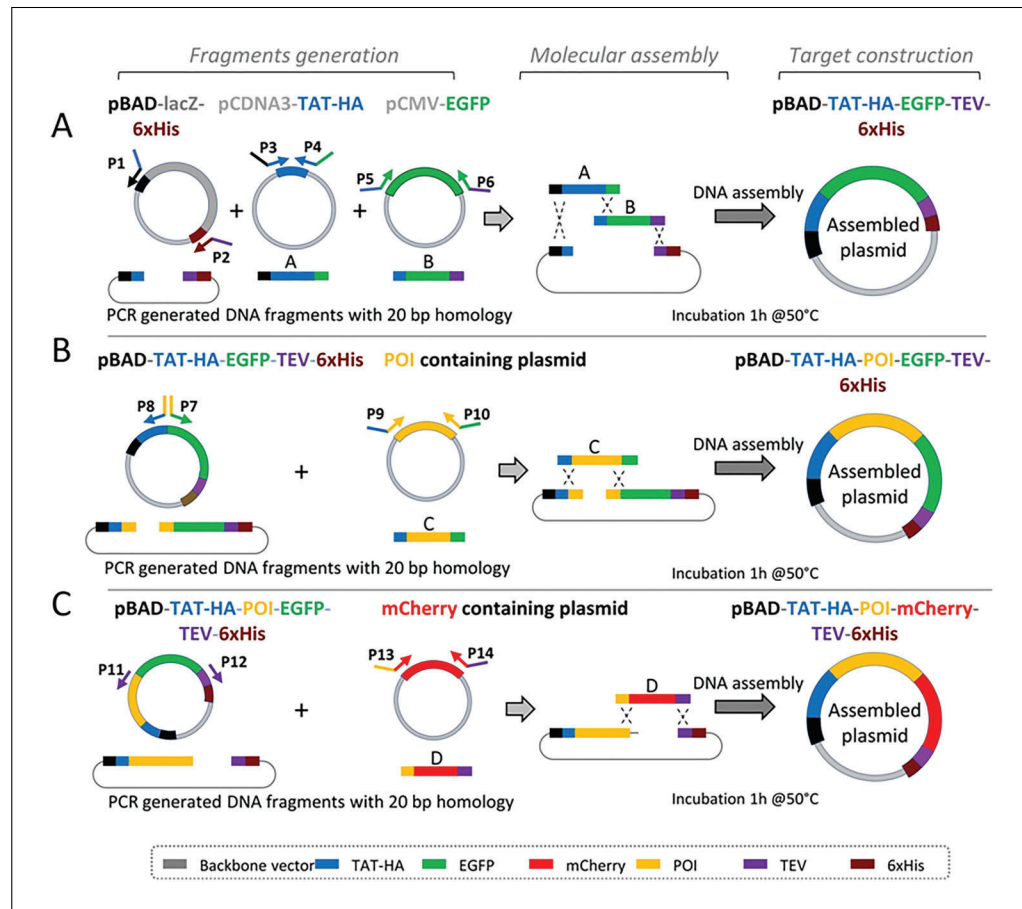 Fragments generation
Molecular assembly
Target construction
A
pBAD-lacZ-
6xHis
pCDNA3-TAT-HA
pCMV-EGFP
pBAD-TAT-HA-EGFP-TEV-
6xHis
P1
P2
+
P3
P4
+
P5
P6
A
B
A
B
DNA assembly
Assembled
plasmid
PCR generated DNA fragments with 20 bp homology
Incubation 1h @50°C
B
pBAD-TAT-HA-EGFP-TEV-6xHis
POI containing plasmid
pBAD-TAT-HA-POI-EGFP-TEV-
6xHis
P8
P7
+
P9
P10
C
C
DNA assembly
Assembled
plasmid
PCR generated DNA fragments with 20 bp homology
Incubation 1h @50°C
C
pBAD-TAT-HA-POI-EGFP-
TEV-6xHis
mCherry containing plasmid
pBAD-TAT-HA-POI-mCherry-
TEV-6xHis
P11
P12
+
P13
P14
D
D
DNA assembly
Assembled
plasmid
PCR generated DNA fragments with 20 bp homology
Incubation 1h @50°C
Backbone vector
TAT-HA
EGFP
mCherry
POI
TEV
6xHis